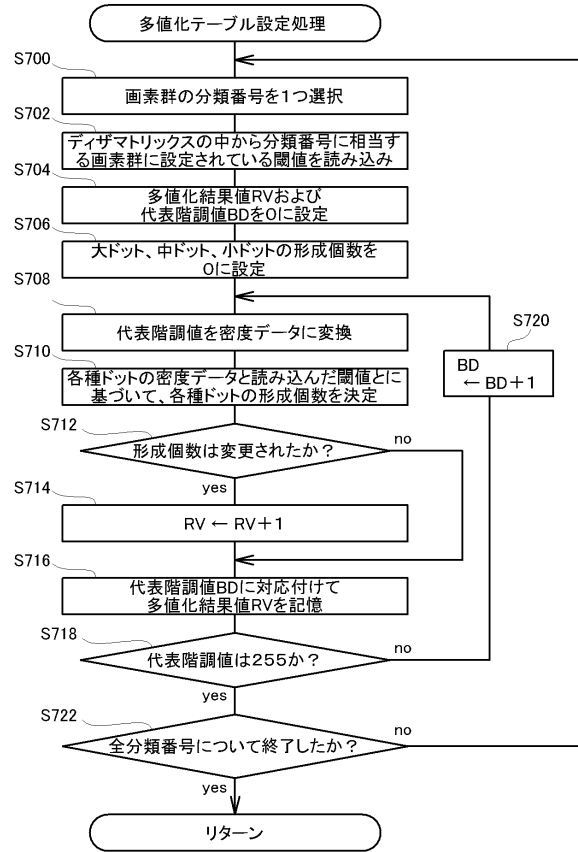 多値化テーブル設定処理
S700
画素群の分類番号を1つ選択
S702
ディザマトリックスの中から分類番号に相当す
る画素群に設定されている閾値を読み込み
S704
多値化結果値RVおよび
代表階調値BDを0に設定
S706
大ドット、中ドット、小ドットの形成個数を
0に設定
S708
代表階調値を密度データに変換
S720
BD
← BD+1
S710
各種ドットの密度データと読み込んだ閾値とに
基づいて、各種ドットの形成個数を決定
S712
形成個数は変更されたか?
no
yes
S714
RV ← RV+1
S716
代表階調値BDに対応付けて
多値化結果値RVを記憶
S718
代表階調値は255か?
no
yes
S722
全分類番号について終了したか?
no
yes
リターン